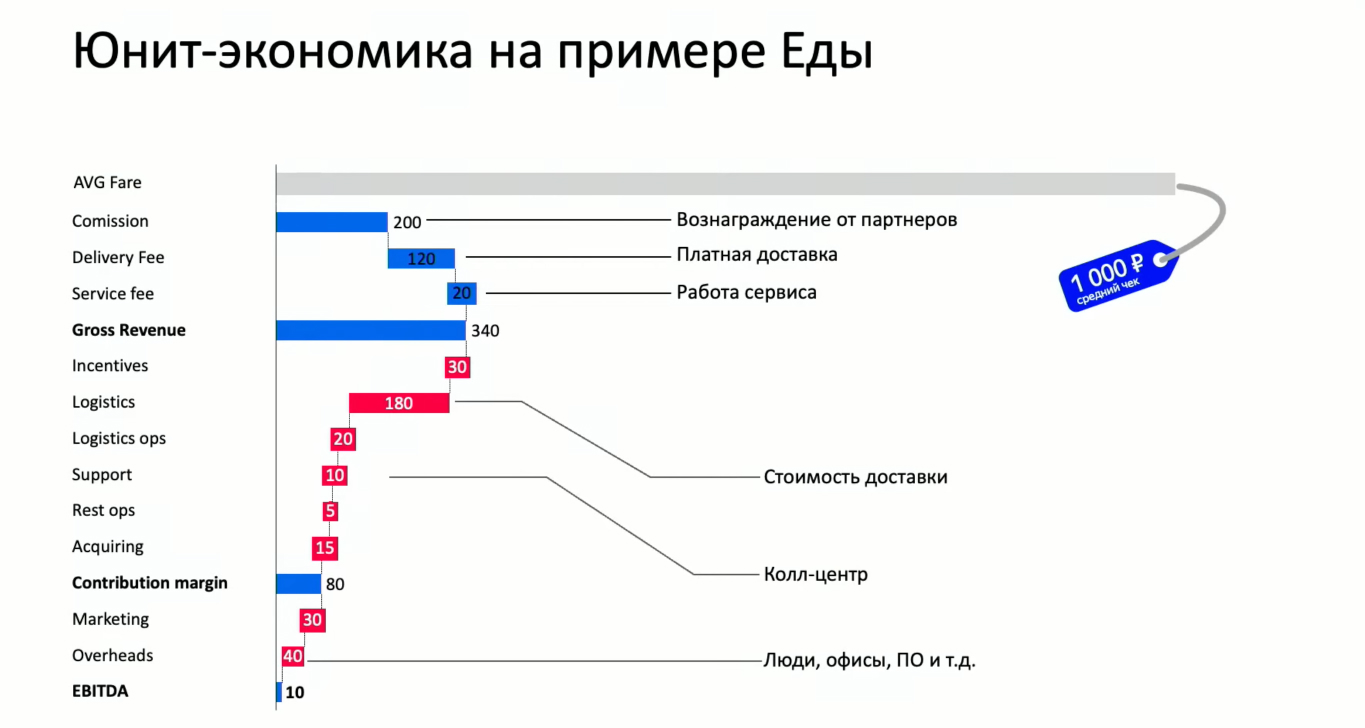 Юнит-экономика на примере Еды
AVG Fare
Comission 200 Вознаграждение от партнеров
Delivery Fee 120 Платная доставка
1 000 ₽
средний чек
Service fee 20 Работа сервиса
Gross Revenue 340
Incentives 30
Logistics 180
Logistics ops 20
Support 10 Стоимость доставки
Rest ops 5
Acquiring 15
Колл-центр
Contribution margin 80
Marketing 30
Overheads 40 Люди, офисы, ПО и т.д.
EBITDA 10